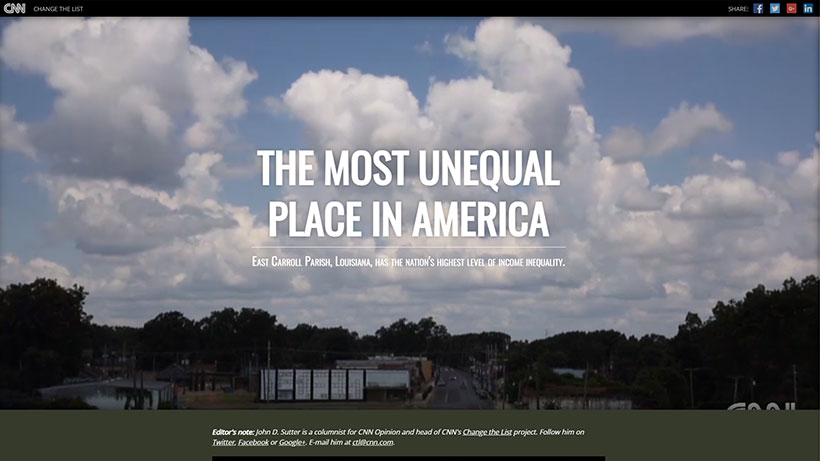 CNN CHANGE THE LIST SHARE:
THE MOST UNEQUAL
PLACE IN AMERICA
East Carroll Parish, Louisiana, has the nation's highest level of income inequality.
CNN
Editor's note: John D. Sutter is a columnist for CNN Opinion and head of CNN's Change the List project. Follow him on
Twitter, Facebook or Google+. E-mail him at ctl@cnn.com.